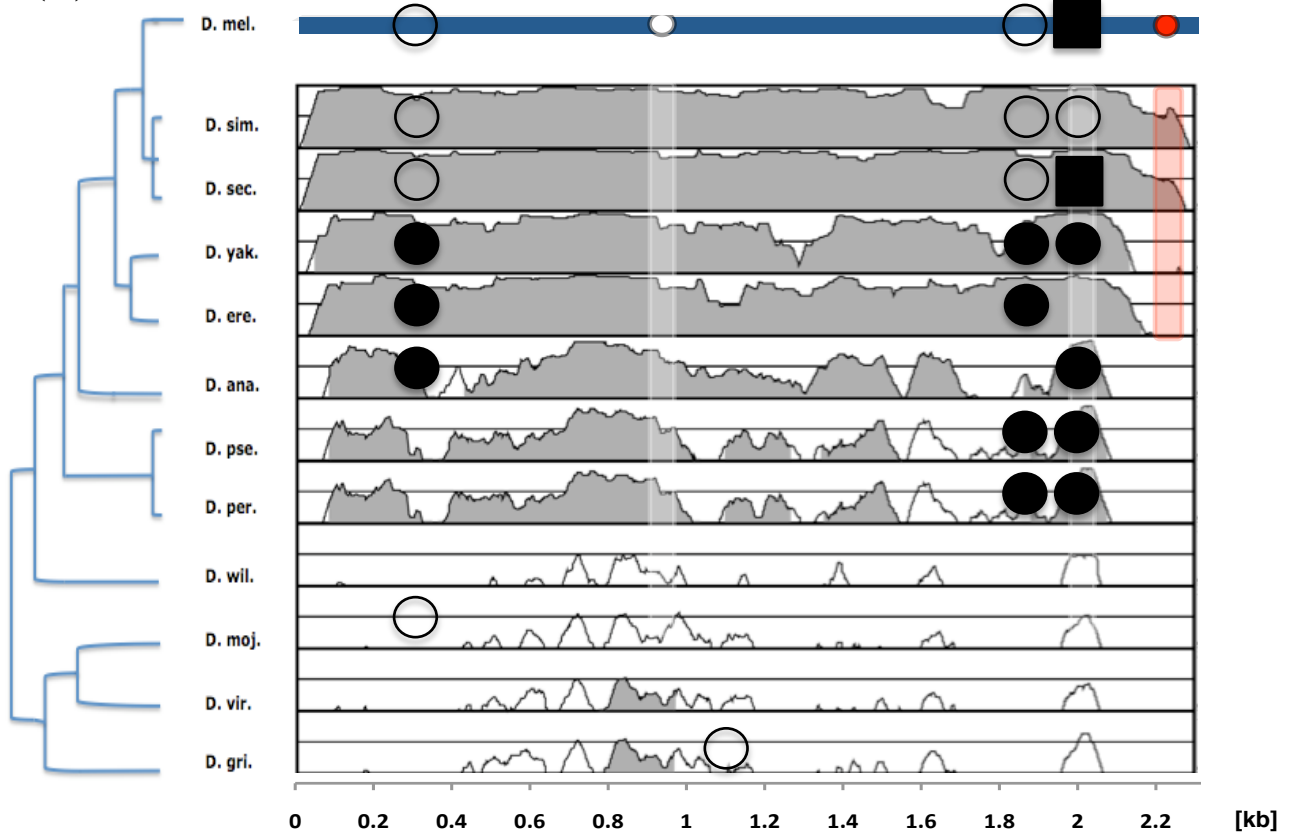 D. mel.
D. sim.
D. sec.
D. yak.
D. ere.
D. ana.
D. pse.
D. per.
D. wil.
D. moj.
D. vir.
D. gri.
0 0.2 0.4 0.6 0.8 1 1.2 1.4 1.6 1.8 2 2.2 [kb]